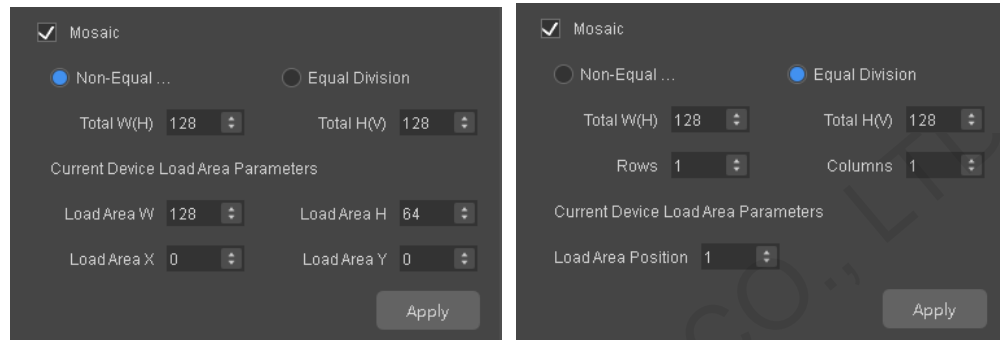 Mosaic
Non-Equal ...
Equal Division
Total W(H) 128
Total H(V) 128
Current Device Load Area Parameters
Load Area W 128
Load Area H 64
Load Area X 0
Load Area Y 0
Apply
Mosaic
Non-Equal ...
Equal Division
Total W(H) 128
Total H(V) 128
Rows 1
Columns 1
Current Device Load Area Parameters
Load Area Position 1
Apply
CO., LTD